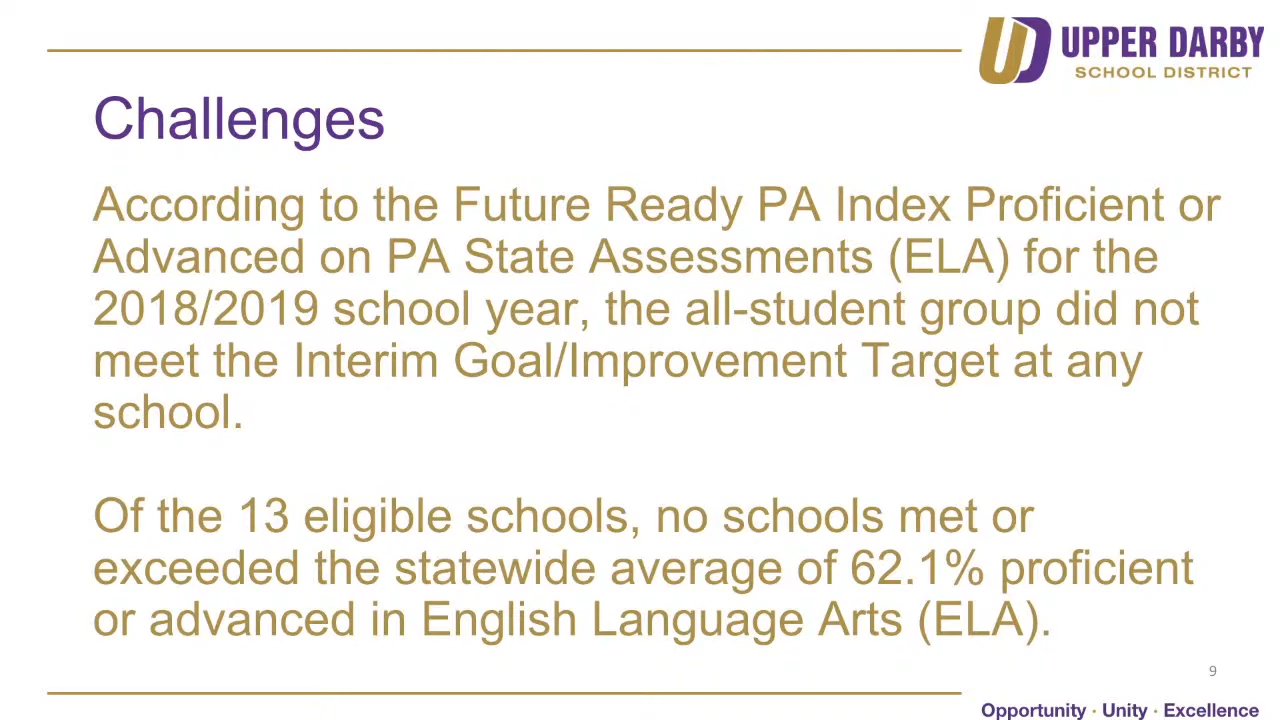 UPPER DARBY
SCHOOL DISTRICT
Challenges
According to the Future Ready PA Index Proficient or
Advanced on PA State Assessments (ELA) for the
2018/2019 school year, the all-student group did not
meet the Interim Goal/Improvement Target at any
school.
Of the 13 eligible schools, no schools met or
exceeded the statewide average of 62.1% proficient
or advanced in English Language Arts (ELA).
9
Opportunity · Unity · Excellence